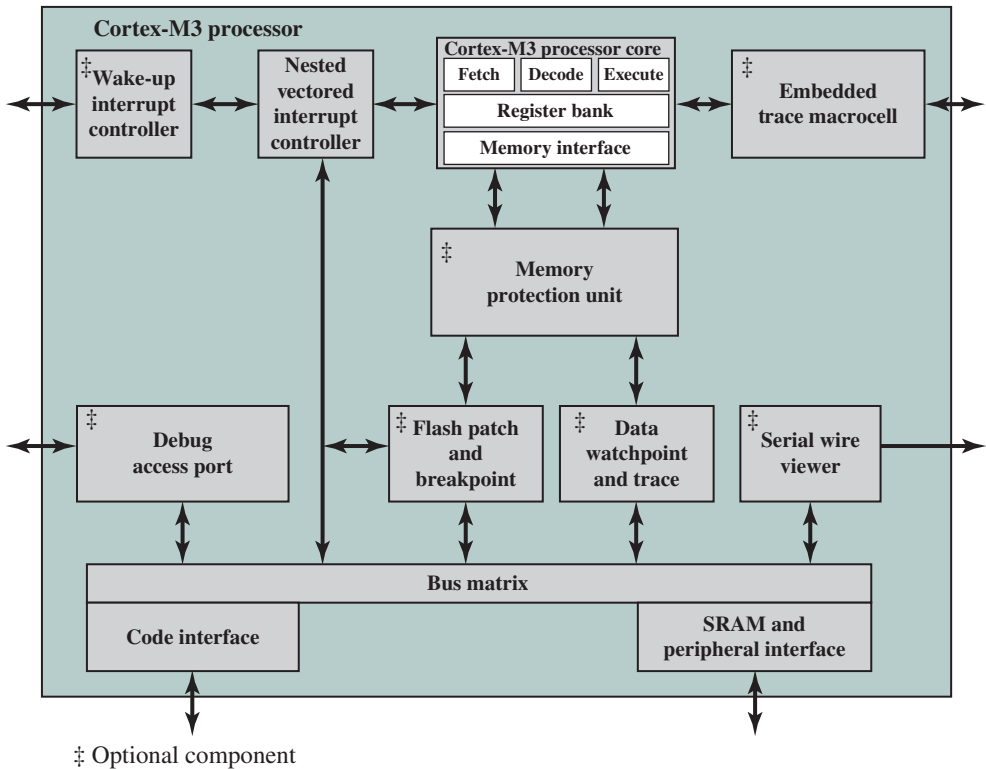 Cortex-M3 processor
‡ Wake-up
interrupt
controller
Nested
vectored
interrupt
controller
Cortex-M3 processor core
Fetch
Decode
Execute
Register bank
Memory interface
‡
Embedded
trace macrocell
‡
Memory
protection unit
‡
Debug
access port
‡ Flash patch
and
breakpoint
‡ Data
watchpoint
and trace
‡ Serial wire
viewer
Bus matrix
Code interface
SRAM and
peripheral interface
‡ Optional component